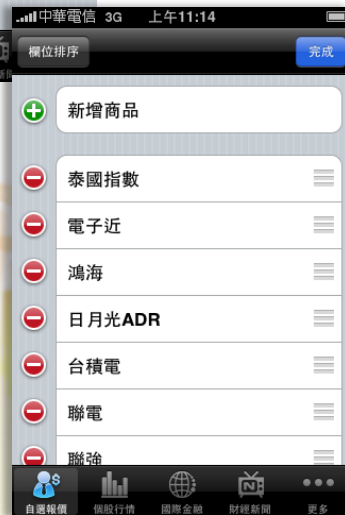 中華電信 3G 上午11:14
欄位排序 完成
新增商品
泰國指數
電子近
鴻海
日月光ADR
台積電
聯電
聯強
自選報價 個股行情 國際金融 財經新聞 更多